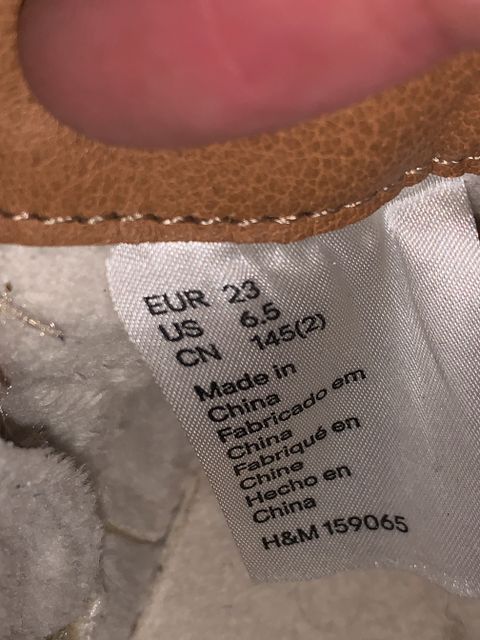 EUR 23
US 6.5
CN 145(2)
Made in
China
Fabricado em
China
Fabriqué en
Chine
Hecho en
China
H&M 159065